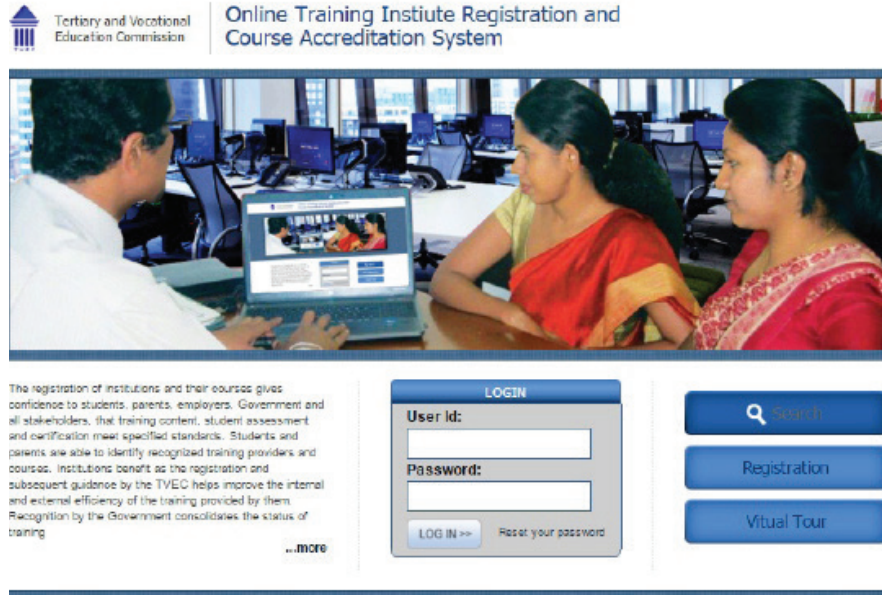 Tertiary and Vocational
Education Commission
Online Training Instiute Registration and
Course Accreditation System
The registration of institutions and their courses gives
confidence to students, parents, employers, Government and
all stakeholders, that training content, student assessment
and certification meet specified standards. Students and
parents are able to identify recognized training providers and
courses. Institutions benefit as the registration and
subsequent guidance by the TVEC helps improve the internal
and external efficiency of the training provided by them.
Recognition by the Government consolidates the status of
training
...more
LOGIN
User Id:
Password:
LOG IN >>
Reset your password
Search
Registration
Vitual Tour